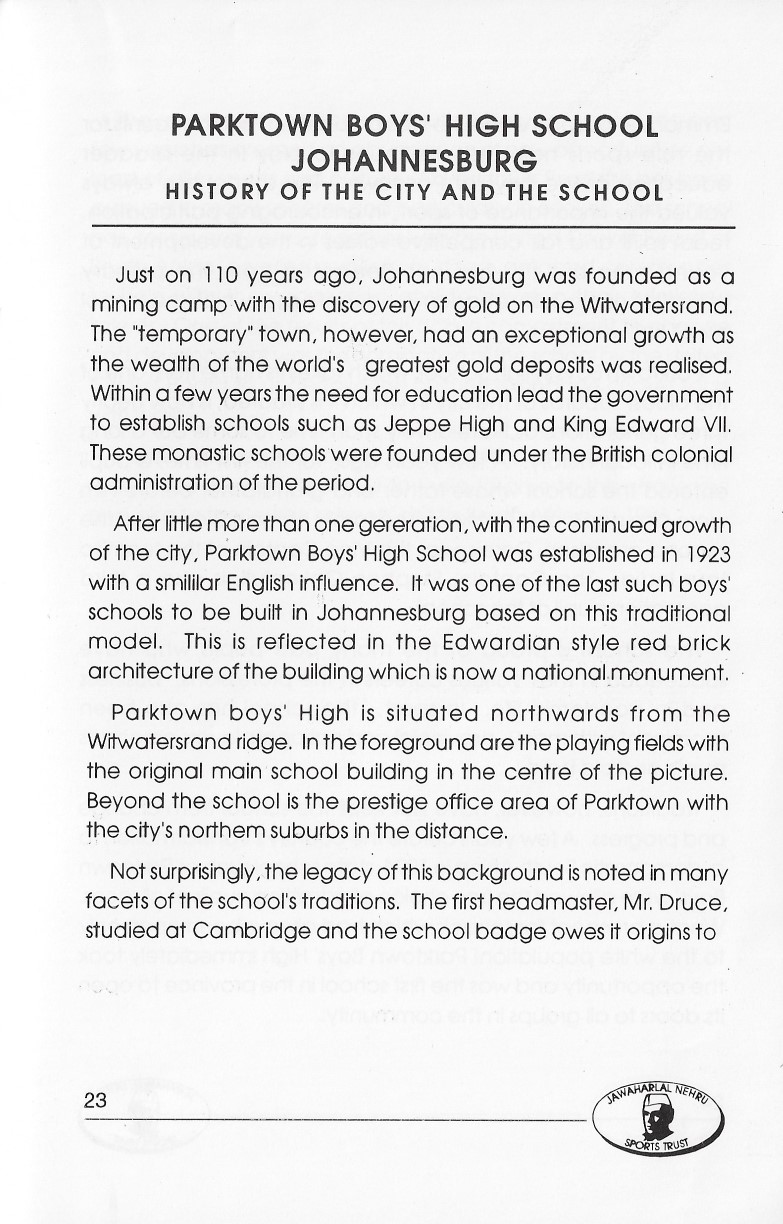 PARKTOWN BOYS' HIGH SCHOOL
JOHANNESBURG
HISTORY OF THE CITY AND THE SCHOOL
Just on 110 years ago, Johannesburg was founded as a
mining camp with the discovery of gold on the Witwatersrand.
The "temporary" town, however, had an exceptional growth as
the wealth of the world's greatest gold deposits was realised.
Within a few years the need for education lead the government
to establish schools such as Jeppe High and King Edward VII.
These monastic schools were founded under the British colonial
administration of the period.
After little more than one gereration, with the continued growth
of the city, Parktown Boys' High School was established in 1923
with a smililar English influence. It was one of the last such boys'
schools to be built in Johannesburg based on this traditional
model. This is reflected in the Edwardian style red brick
architecture of the building which is now a national monument.
Parktown boys' High is situated northwards from the
Witwatersrand ridge. In the foreground are the playing fields with
the original main school building in the centre of the picture.
Beyond the school is the prestige office area of Parktown with
the city's northern suburbs in the distance.
Not surprisingly, the legacy of this background is noted in many
facets of the school's traditions. The first headmaster, Mr. Druce,
studied at Cambridge and the school badge owes it origins to
23
JAWAHARLAL NEHRU
SPORTS TRUST